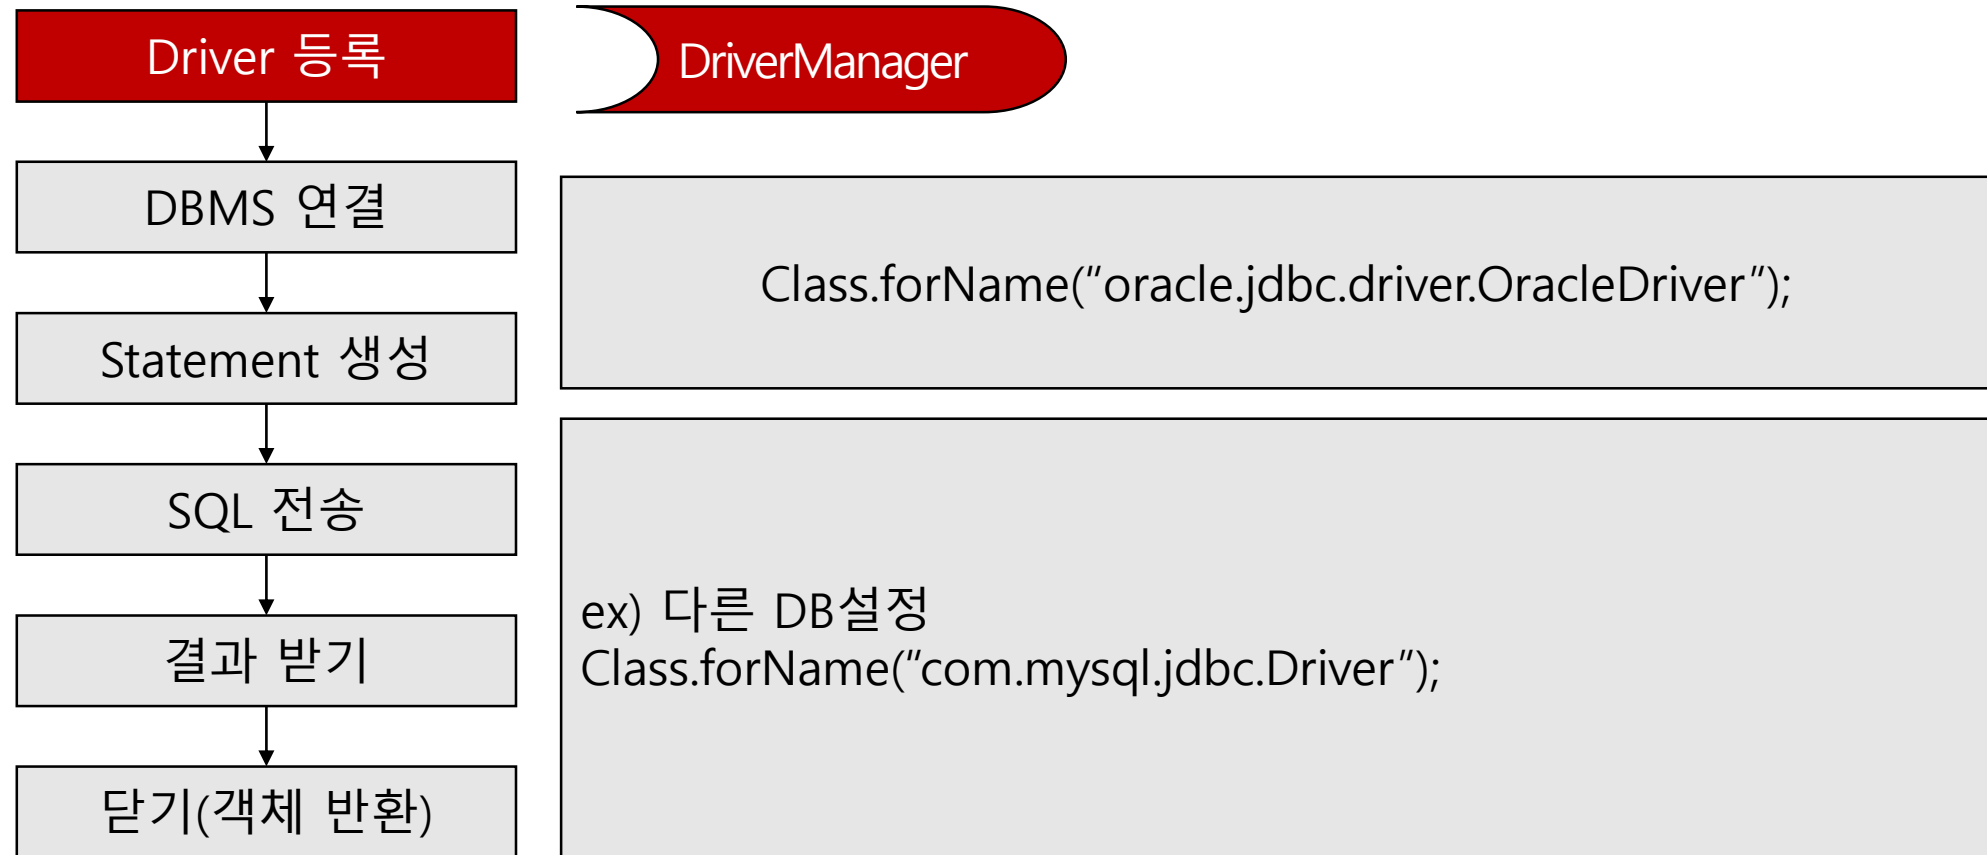 Driver 등록
DriverManager
DBMS 연결
Statement 생성
SQL 전송
결과 받기
닫기(객체 반환)
Class.forName(“oracle.jdbc.driver.OracleDriver”);
ex) 다른 DB설정
Class.forName(“com.mysql.jdbc.Driver”);